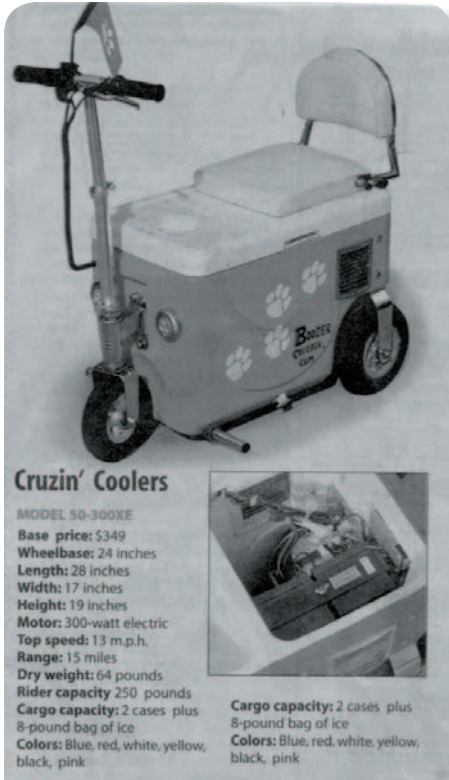 BOOZER
CRUZER
.COM
Cruzin' Coolers
MODEL 50-300XE
Base price: $349
Wheelbase: 24 inches
Length: 28 inches
Width: 17 inches
Height: 19 inches
Motor: 300-watt electric
Top speed: 13 m.p.h.
Range: 15 miles
Dry weight: 64 pounds
Rider capacity 250 pounds
Cargo capacity: 2 cases plus
8-pound bag of ice
Colors: Blue, red, white, yellow,
black, pink
Cargo capacity: 2 cases plus
8-pound bag of ice
Colors: Blue, red, white, yellow,
black, pink